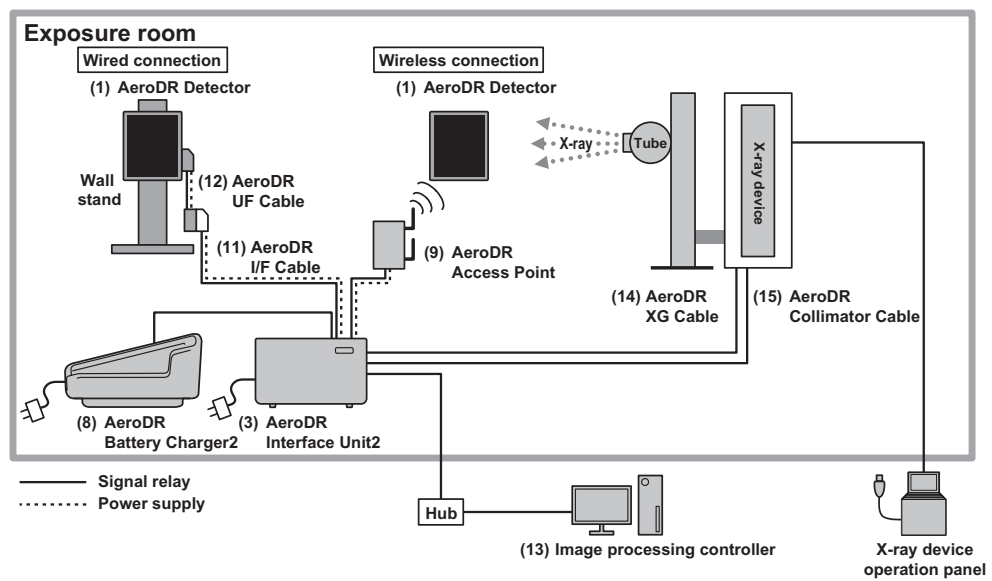 Exposure room
Wired connection
Wireless connection
(1) AeroDR Detector
(1) AeroDR Detector
X-ray
Tube
X-ray device
Wall
stand
(12) AeroDR
UF Cable
(11) AeroDR
I/F Cable
(9) AeroDR
Access Point
(14) AeroDR
XG Cable
(15) AeroDR
Collimator Cable
(8) AeroDR
Battery Charger2
(3) AeroDR
Interface Unit2
Signal relay
Power supply
Hub
(13) Image processing controller
X-ray device
operation panel